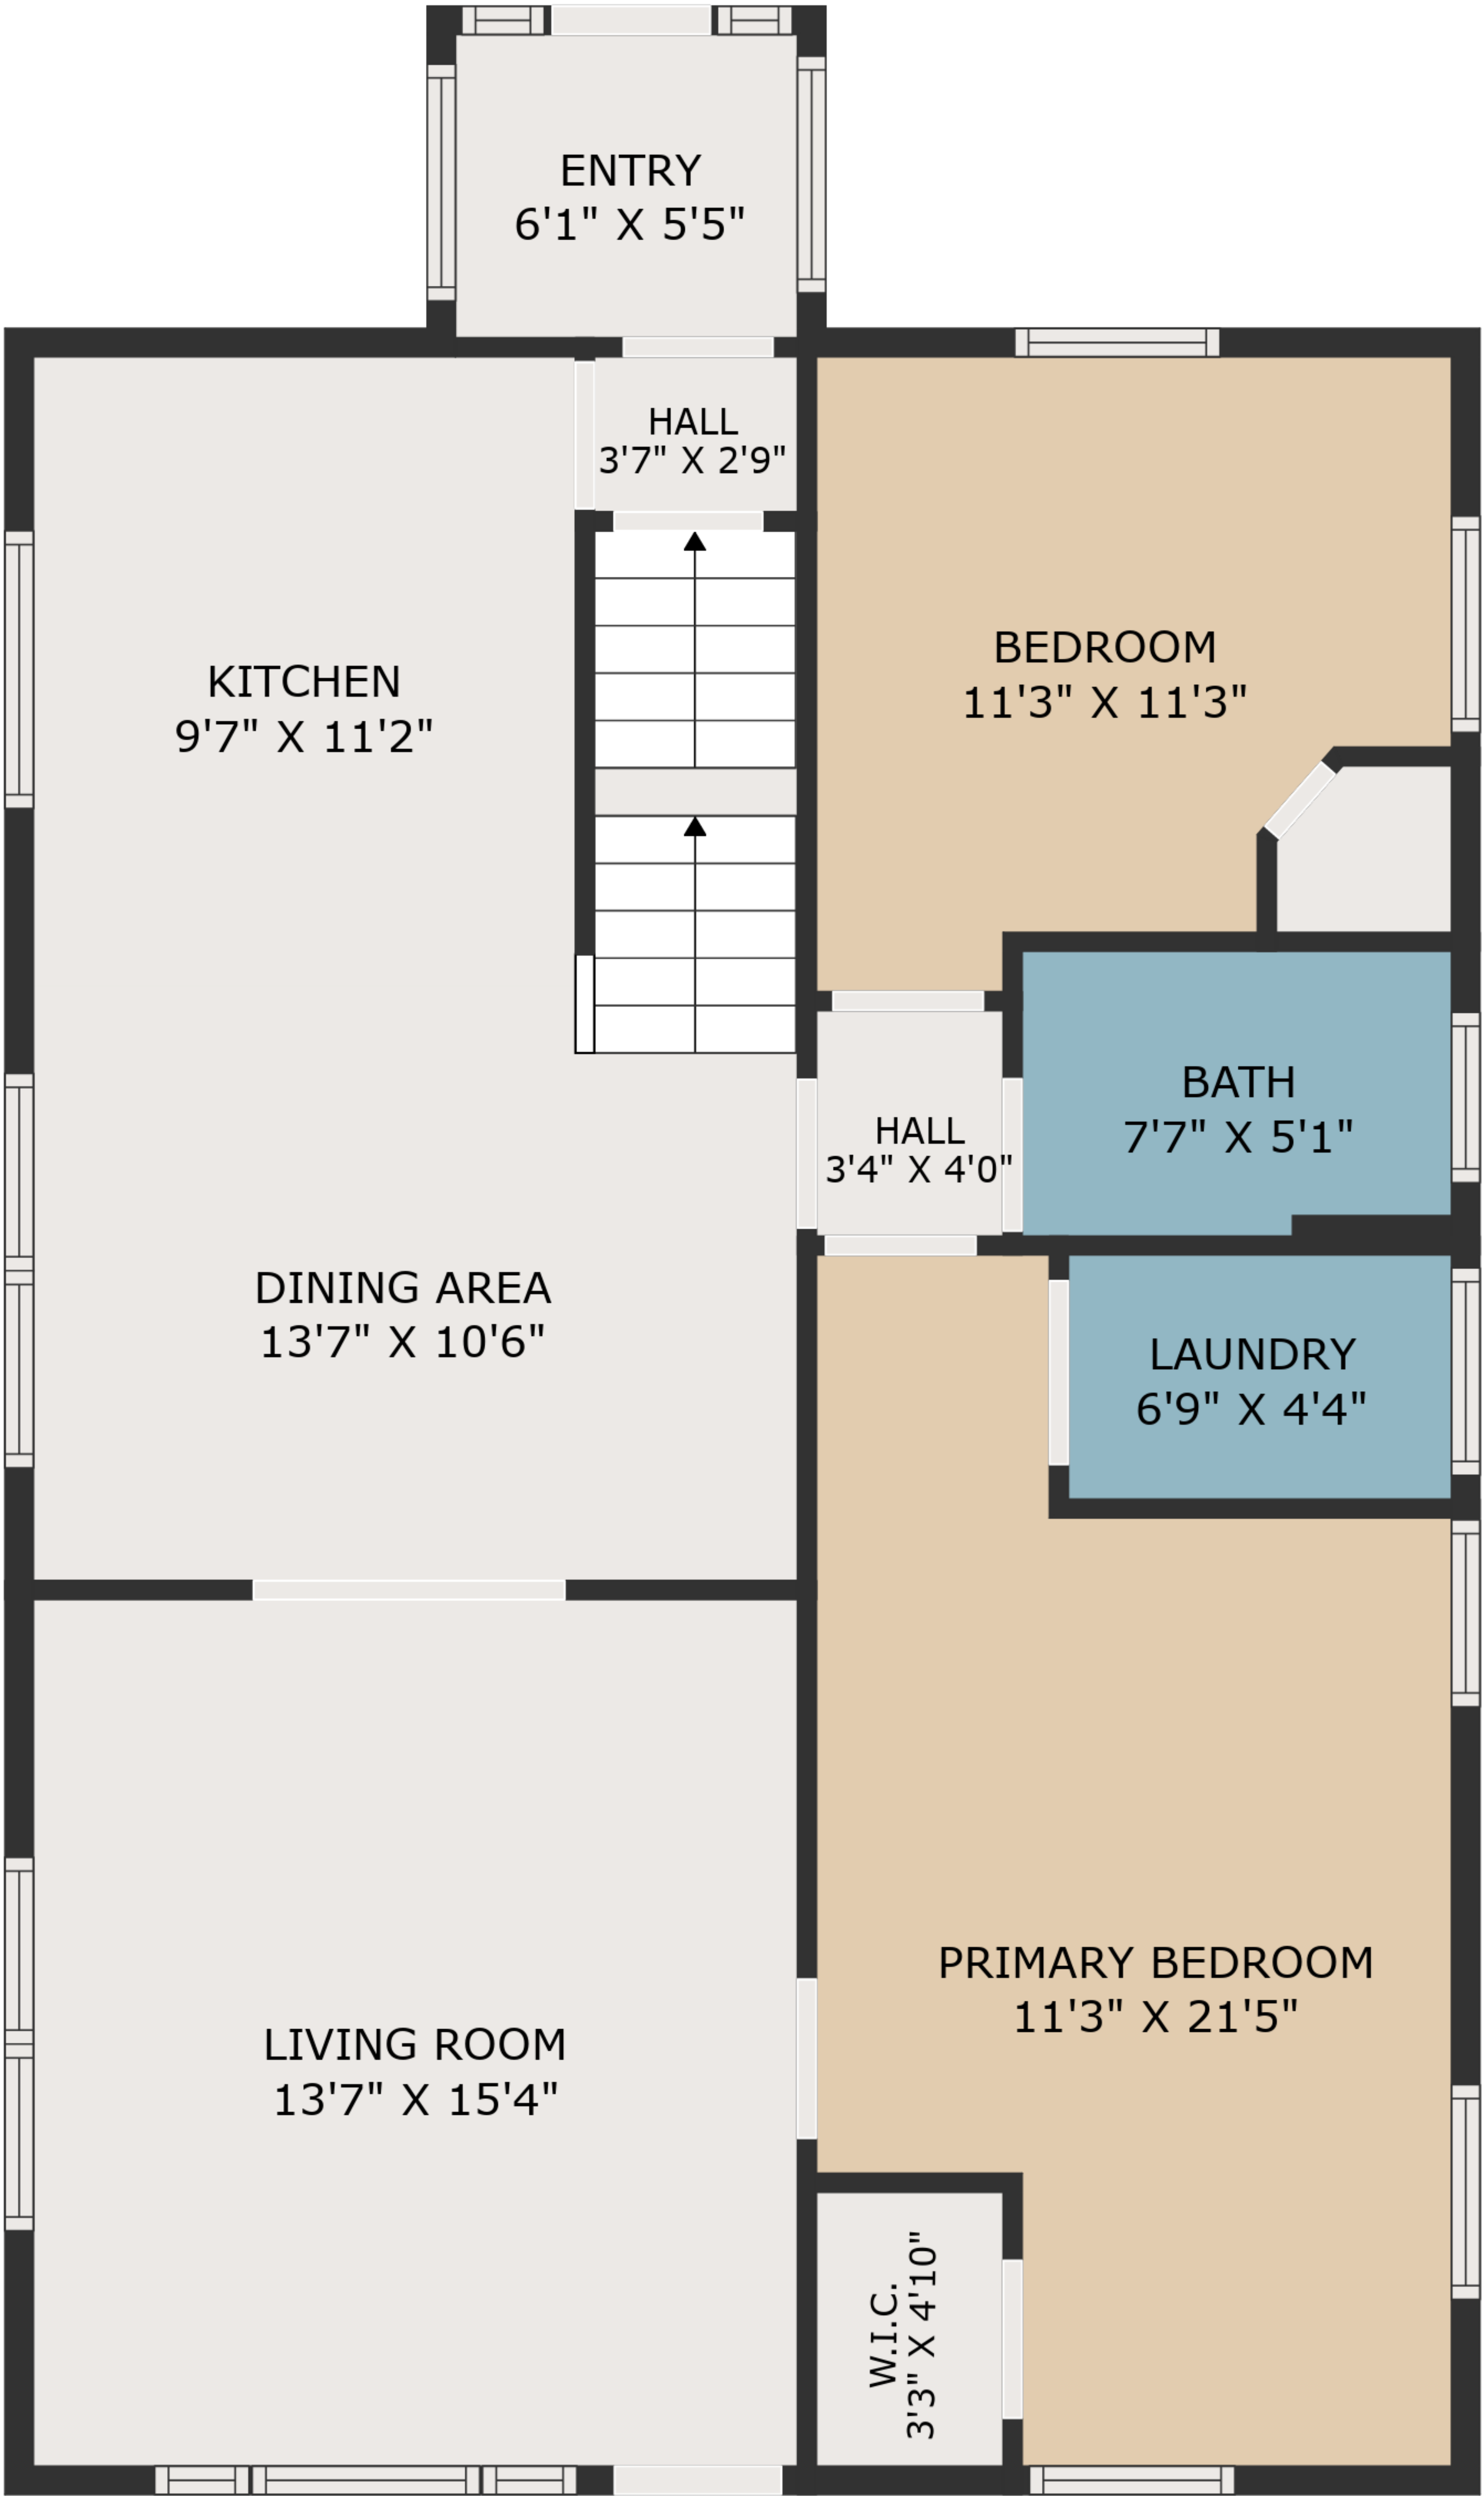 ENTRY
6'1" X 5'5"
HALL
3'7" X 2'9"
KITCHEN
9'7" X 11'2"
BEDROOM
11'3" X 11'3"
BATH
7'7" X 5'1"
HALL
3'4" X 4'0"
DINING AREA
13'7" X 10'6"
LAUNDRY
6'9" X 4'4"
PRIMARY BEDROOM
11'3" X 21'5"
LIVING ROOM
13'7" X 15'4"
W.I.C.
3'3" X 4'10"